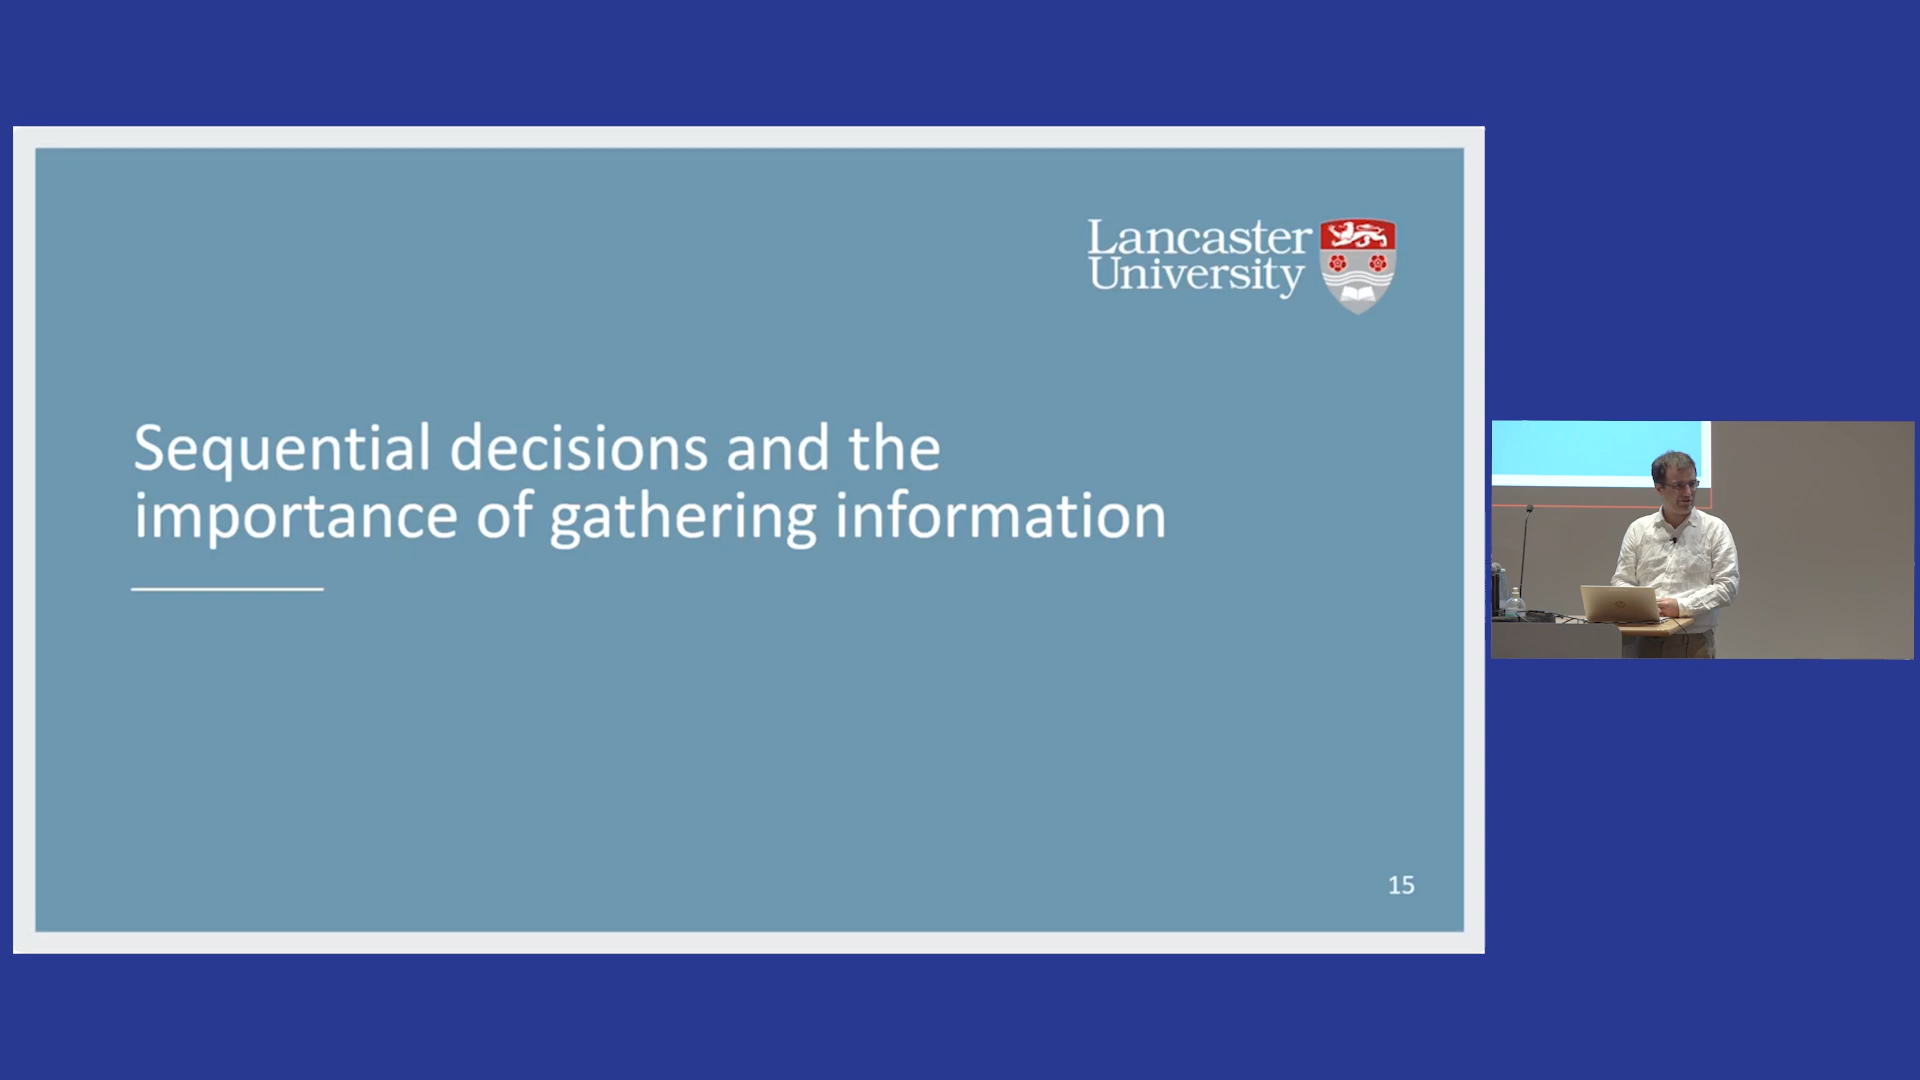 Lancaster
University
Sequential decisions and the
importance of gathering information
15